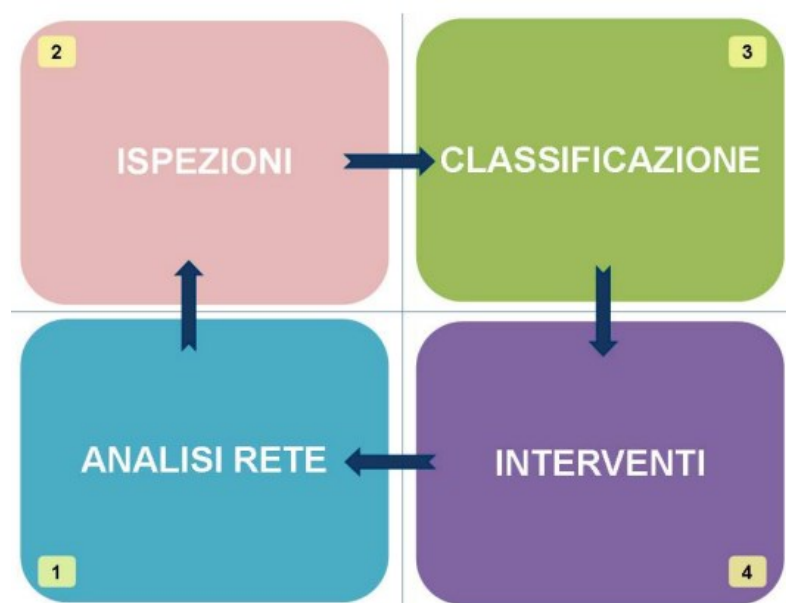 2
3
ISPEZIONI
CLASSIFICAZIONE
ANALISI RETE
INTERVENTI
1
4